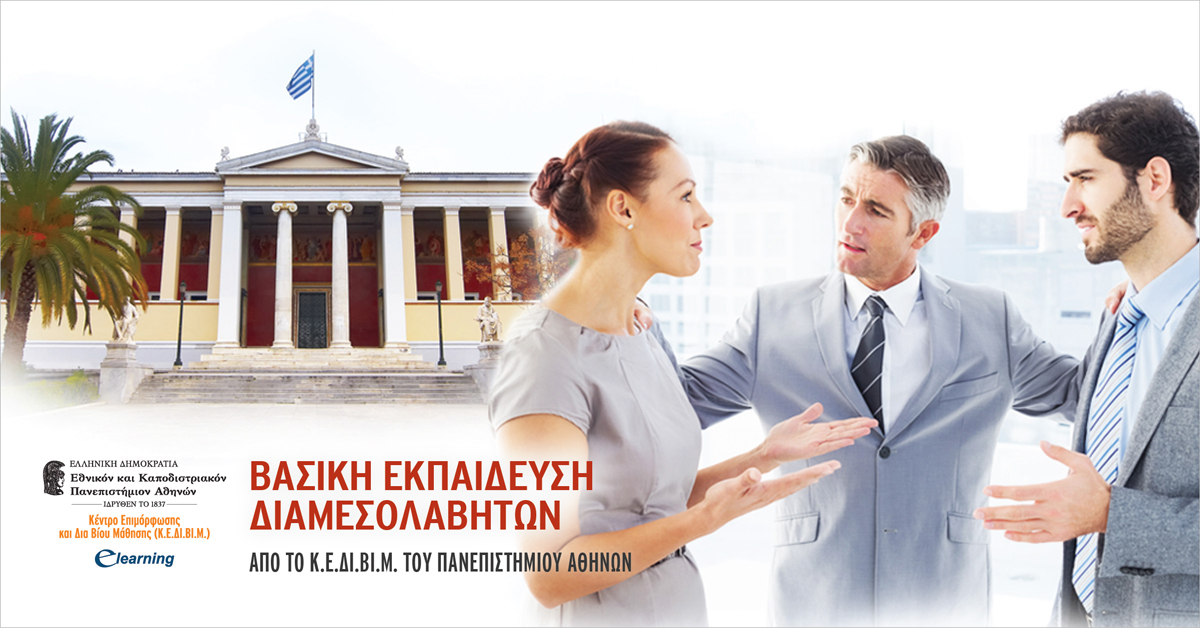 ΕΛΛΗΝΙΚΗ ΔΗΜΟΚΡΑΤΙΑ
Εθνικόν και Καποδιστριακόν
Πανεπιστήμιον Αθηνών
ΙΔΡΥΘΕΝ ΤΟ 1837
Κέντρο Επιμόρφωσης
και Δια Βίου Μάθησης (Κ.Ε.ΔΙ.ΒΙ.Μ.)
elearning
ΒΑΣΙΚΗ ΕΚΠΑΙΔΕΥΣΗ
ΔΙΑΜΕΣΟΛΑΒΗΤΩΝ
ΑΠΟ ΤΟ Κ.Ε.ΔΙ.ΒΙ.Μ. ΤΟΥ ΠΑΝΕΠΙΣΤΗΜΙΟΥ ΑΘΗΝΩΝ